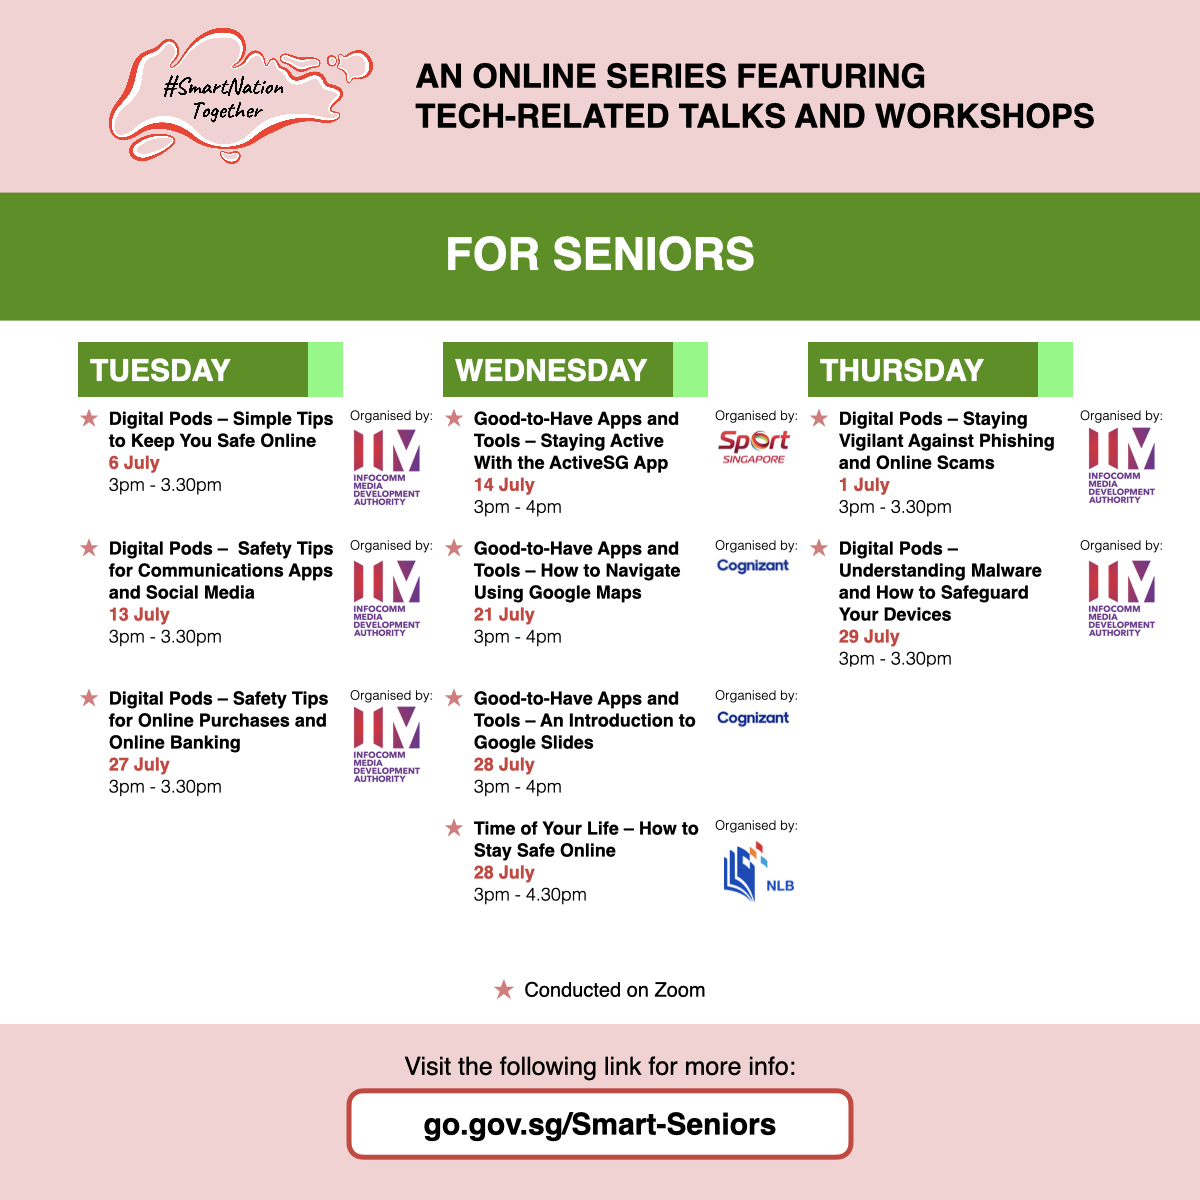 #SmartNation
Together
AN ONLINE SERIES FEATURING
TECH-RELATED TALKS AND WORKSHOPS
FOR SENIORS
TUESDAY
Digital Pods – Simple Tips
to Keep You Safe Online
6 July
3pm - 3.30pm
Organised by:
INFOCOMM
MEDIA
DEVELOPMENT
AUTHORITY
Digital Pods –  Safety Tips
for Communications Apps
and Social Media
13 July
3pm - 3.30pm
Organised by:
INFOCOMM
MEDIA
DEVELOPMENT
AUTHORITY
Digital Pods – Safety Tips
for Online Purchases and
Online Banking
27 July
3pm - 3.30pm
Organised by:
INFOCOMM
MEDIA
DEVELOPMENT
AUTHORITY
WEDNESDAY
Good-to-Have Apps and
Tools – Staying Active
With the ActiveSG App
14 July
3pm - 4pm
Organised by:
Sport
SINGAPORE
Good-to-Have Apps and
Tools – How to Navigate
Using Google Maps
21 July
3pm - 4pm
Organised by:
Cognizant
Good-to-Have Apps and
Tools – An Introduction to
Google Slides
28 July
3pm - 4pm
Organised by:
Cognizant
Time of Your Life – How to
Stay Safe Online
28 July
3pm - 4.30pm
Organised by:
NLB
THURSDAY
Digital Pods – Staying
Vigilant Against Phishing
and Online Scams
1 July
3pm - 3.30pm
Organised by:
INFOCOMM
MEDIA
DEVELOPMENT
AUTHORITY
Digital Pods –
Understanding Malware
and How to Safeguard
Your Devices
29 July
3pm - 3.30pm
Organised by:
INFOCOMM
MEDIA
DEVELOPMENT
AUTHORITY
Conducted on Zoom
Visit the following link for more info:
go.gov.sg/Smart-Seniors